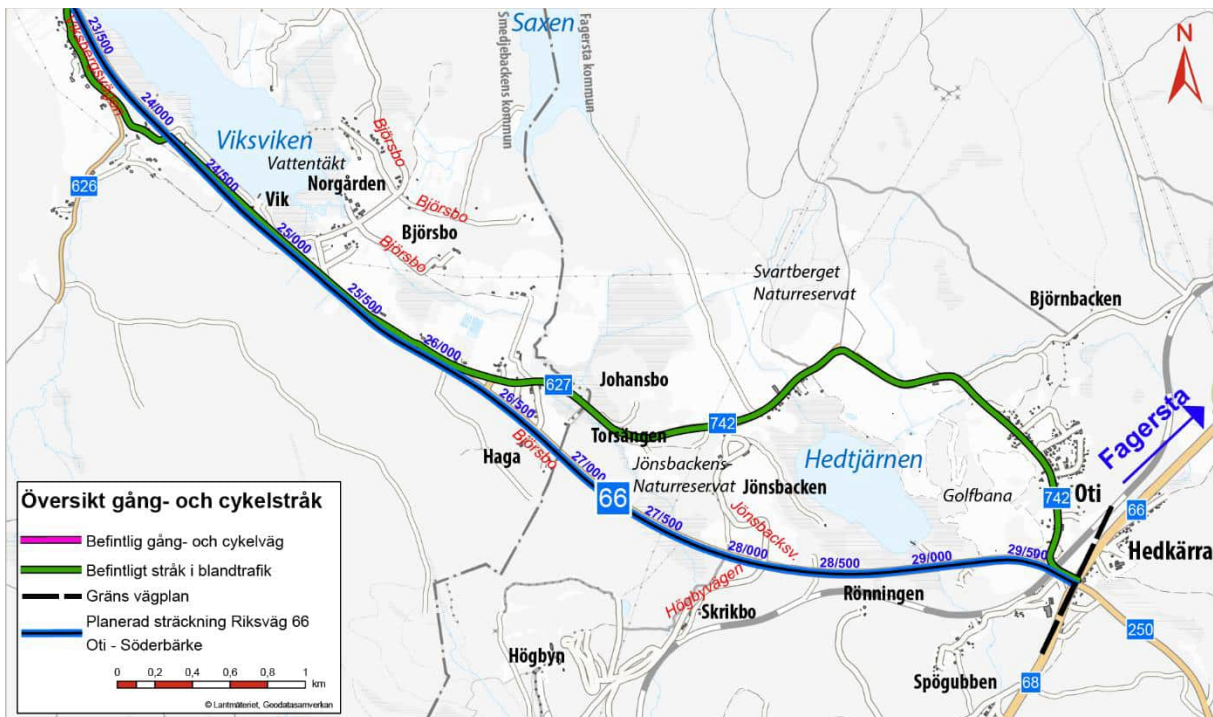 Saxen
Smedjebackens kommun
Fagersta kommun
N
23/500
Viksbergsvägen
24/000
Viksviken
Vattentäkt
Björsbo
626
24/500
Norgården
Vik
Björsbo
Björsbo
25/000
Björsbo
25/500
Svartberget
Naturreservat
Björnbacken
26/000
627
Johansbo
26/500
742
Torsängen
Fagersta
Björsbo
Haga
27/000
Jönsbackens-
Naturreservat
Hedtjärnen
Jönsbacken
66
Golfbana
742
Oti
66
27/500
Jönsbacksv
28/000
28/500
29/000
29/500
Hedkärra
Högbyvägen
Skrikbo
Rönningen
250
Högbyn
Spögubben
68
Översikt gång- och cykelstråk
Befintlig gång- och cykelväg
Befintligt stråk i blandtrafik
Gräns vägplan
Planerad sträckning Riksväg 66
Oti - Söderbärke
0 0,2 0,4 0,6 0,8 1
km
© Lantmäteriet, Geodatasamverkan